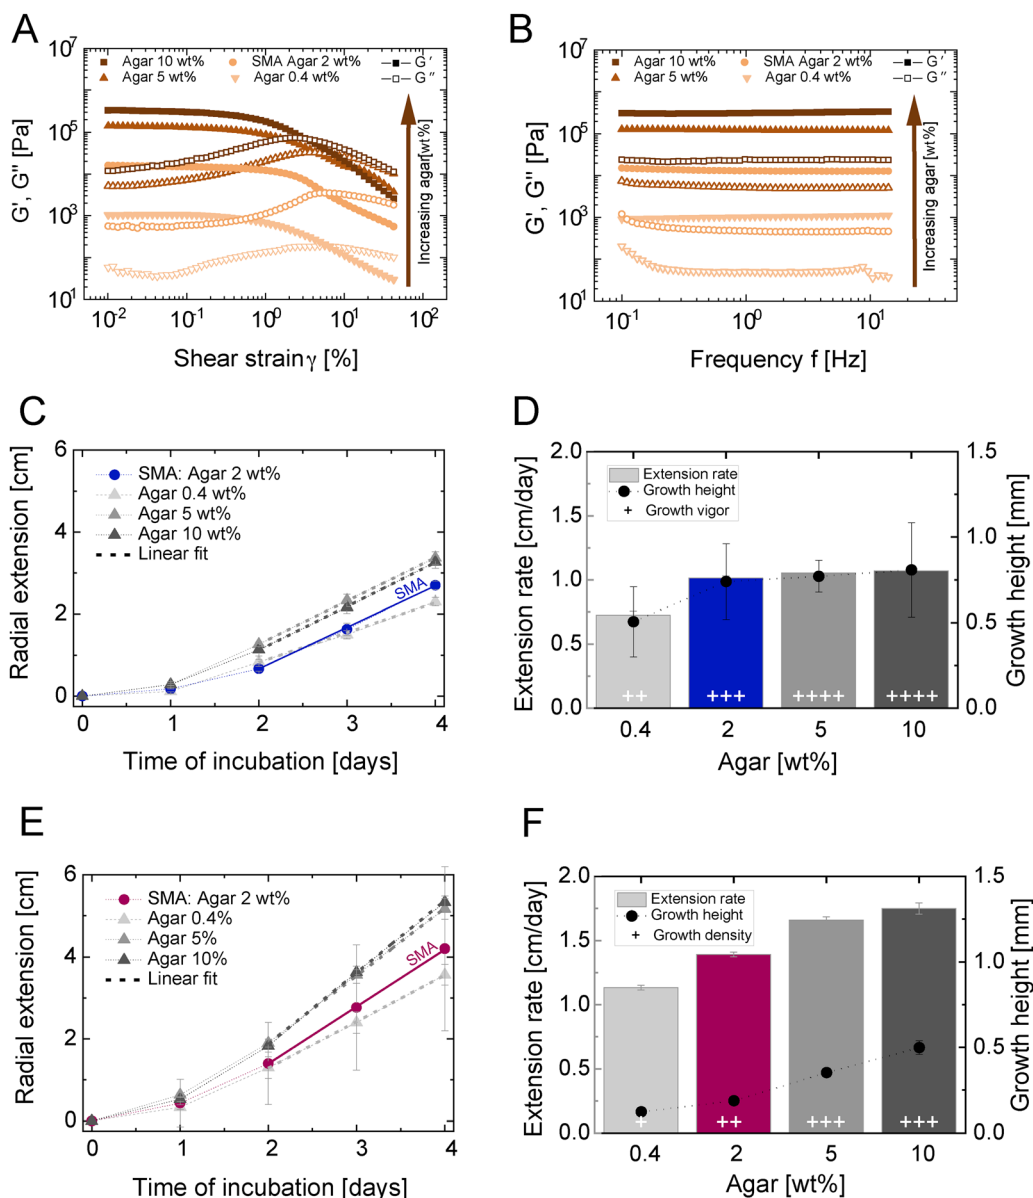 A
10^7
10^5
10^3
10^1
G', G" [Pa]
Agar 10 wt% SMA Agar 2 wt% G'
Agar 5 wt% Agar 0.4 wt% G"
Increasing agar[wt%]
10^-2 10^-1 10^0 10^1 10^2
Shear strain γ [%]
B
10^7
10^5
10^3
10^1
G', G" [Pa]
Agar 10 wt% SMA Agar 2 wt% G'
Agar 5 wt% Agar 0.4 wt% G"
Increasing agar [wt%]
10^-1 10^0 10^1
Frequency f [Hz]
C
6
4
2
0
Radial extension [cm]
SMA: Agar 2 wt%
Agar 0.4 wt%
Agar 5 wt%
Agar 10 wt%
Linear fit
SMA
0 1 2 3 4
Time of incubation [days]
D
2.0
1.5
1.0
0.5
0.0
Extension rate [cm/day]
Extension rate
Growth height
+ Growth vigor
++ +++ ++++ ++++
1.5
1.0
0.5
0.0
Growth height [mm]
0.4 2 5 10
Agar [wt%]
E
6
4
2
0
Radial extension [cm]
SMA: Agar 2 wt%
Agar 0.4%
Agar 5%
Agar 10%
Linear fit
SMA
0 1 2 3 4
Time of incubation [days]
F
2.0
1.5
1.0
0.5
0.0
Extension rate [cm/day]
Extension rate
Growth height
+ Growth density
+ ++ +++ +++
1.5
1.0
0.5
0.0
Growth height [mm]
0.4 2 5 10
Agar [wt%]